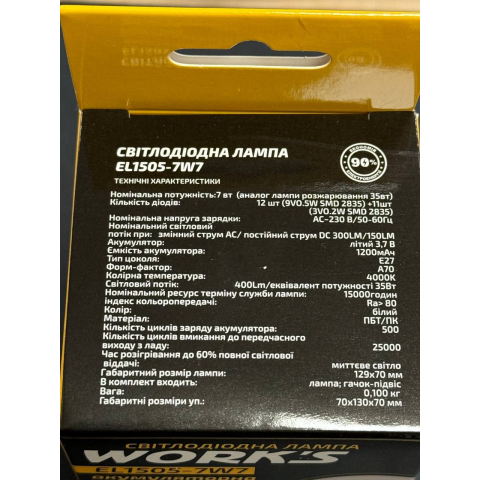 СВІТЛОДІОДНА ЛАМПА
EL1505-7W7
ТЕХНІЧНІ ХАРАКТЕРИСТИКИ
90%
Номінальна потужність:7 вт (аналог лампи розжарювання 35вт)
Кількість діодів: 12 шт (9V0.5W SMD 2835) +11шт
(3V0.2W SMD 2835)
Номінальна напруга зарядки: AC-230 В/50-60Гц
Номінальний світловий
потік при: змінний струм AC/ постійний струм DC 300LM/150LM
Акумулятор: літій 3,7 В
Ємкість акумулятору: 1200мАч
Тип цоколя: E27
Форм-фактор: A70
Колірна температура: 4000K
Світловий потік: 400Lm/еквівалент потужності 35Вт
Номінальний ресурс терміну служби лампи: 15000годин
індекс кольоропередачі: Ra> 80
Колір: білий
Матеріал: ПБТ/ПК
Кількість циклів заряду акумулятора: 500
Кількість циклів вмикання до передчасного
виходу з ладу: 25000
Час розігрівання до 60% повної світлової
віддачі: миттєве світло
Габаритний розмір лампи: 129x70 мм
В комплект входить: лампа; гачок-підвіс
Вага: 0,100 кг
Габаритні розміри уп.: 70x130x70 mm
СВІТЛОДІОДНА ЛАМПА
WORK'S
EL1505-7W7
акумуляторна